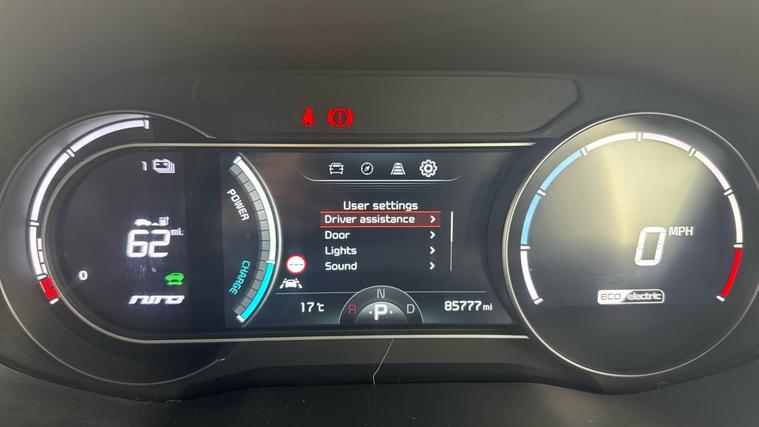 1
POWER
62 mi.
0
CHARGE
niro
User settings
Driver assistance
Door
Lights
Sound
17°C
N
R P D
85777 mi
0 MPH
ECO electric